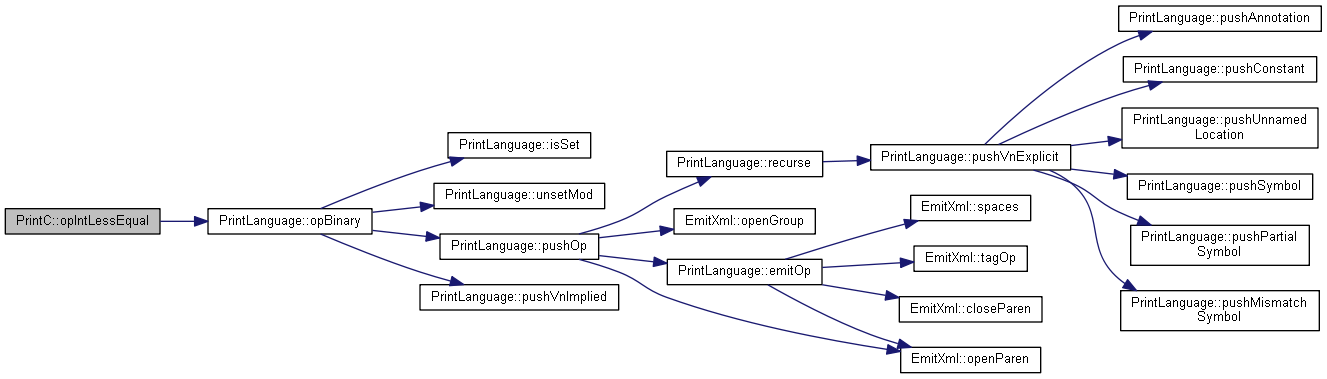 PrintLanguage::pushAnnotation
PrintLanguage::pushConstant
PrintLanguage::pushUnnamed
Location
PrintLanguage::isSet
PrintLanguage::recurse
PrintLanguage::pushVnExplicit
PrintLanguage::pushSymbol
PrintLanguage::unsetMod
EmitXml::spaces
PrintC::opIntLessEqual
PrintLanguage::opBinary
EmitXml::openGroup
PrintLanguage::pushPartial
Symbol
PrintLanguage::pushOp
EmitXml::tagOp
PrintLanguage::emitOp
PrintLanguage::pushVnImplied
EmitXml::closeParen
PrintLanguage::pushMismatch
Symbol
EmitXml::openParen